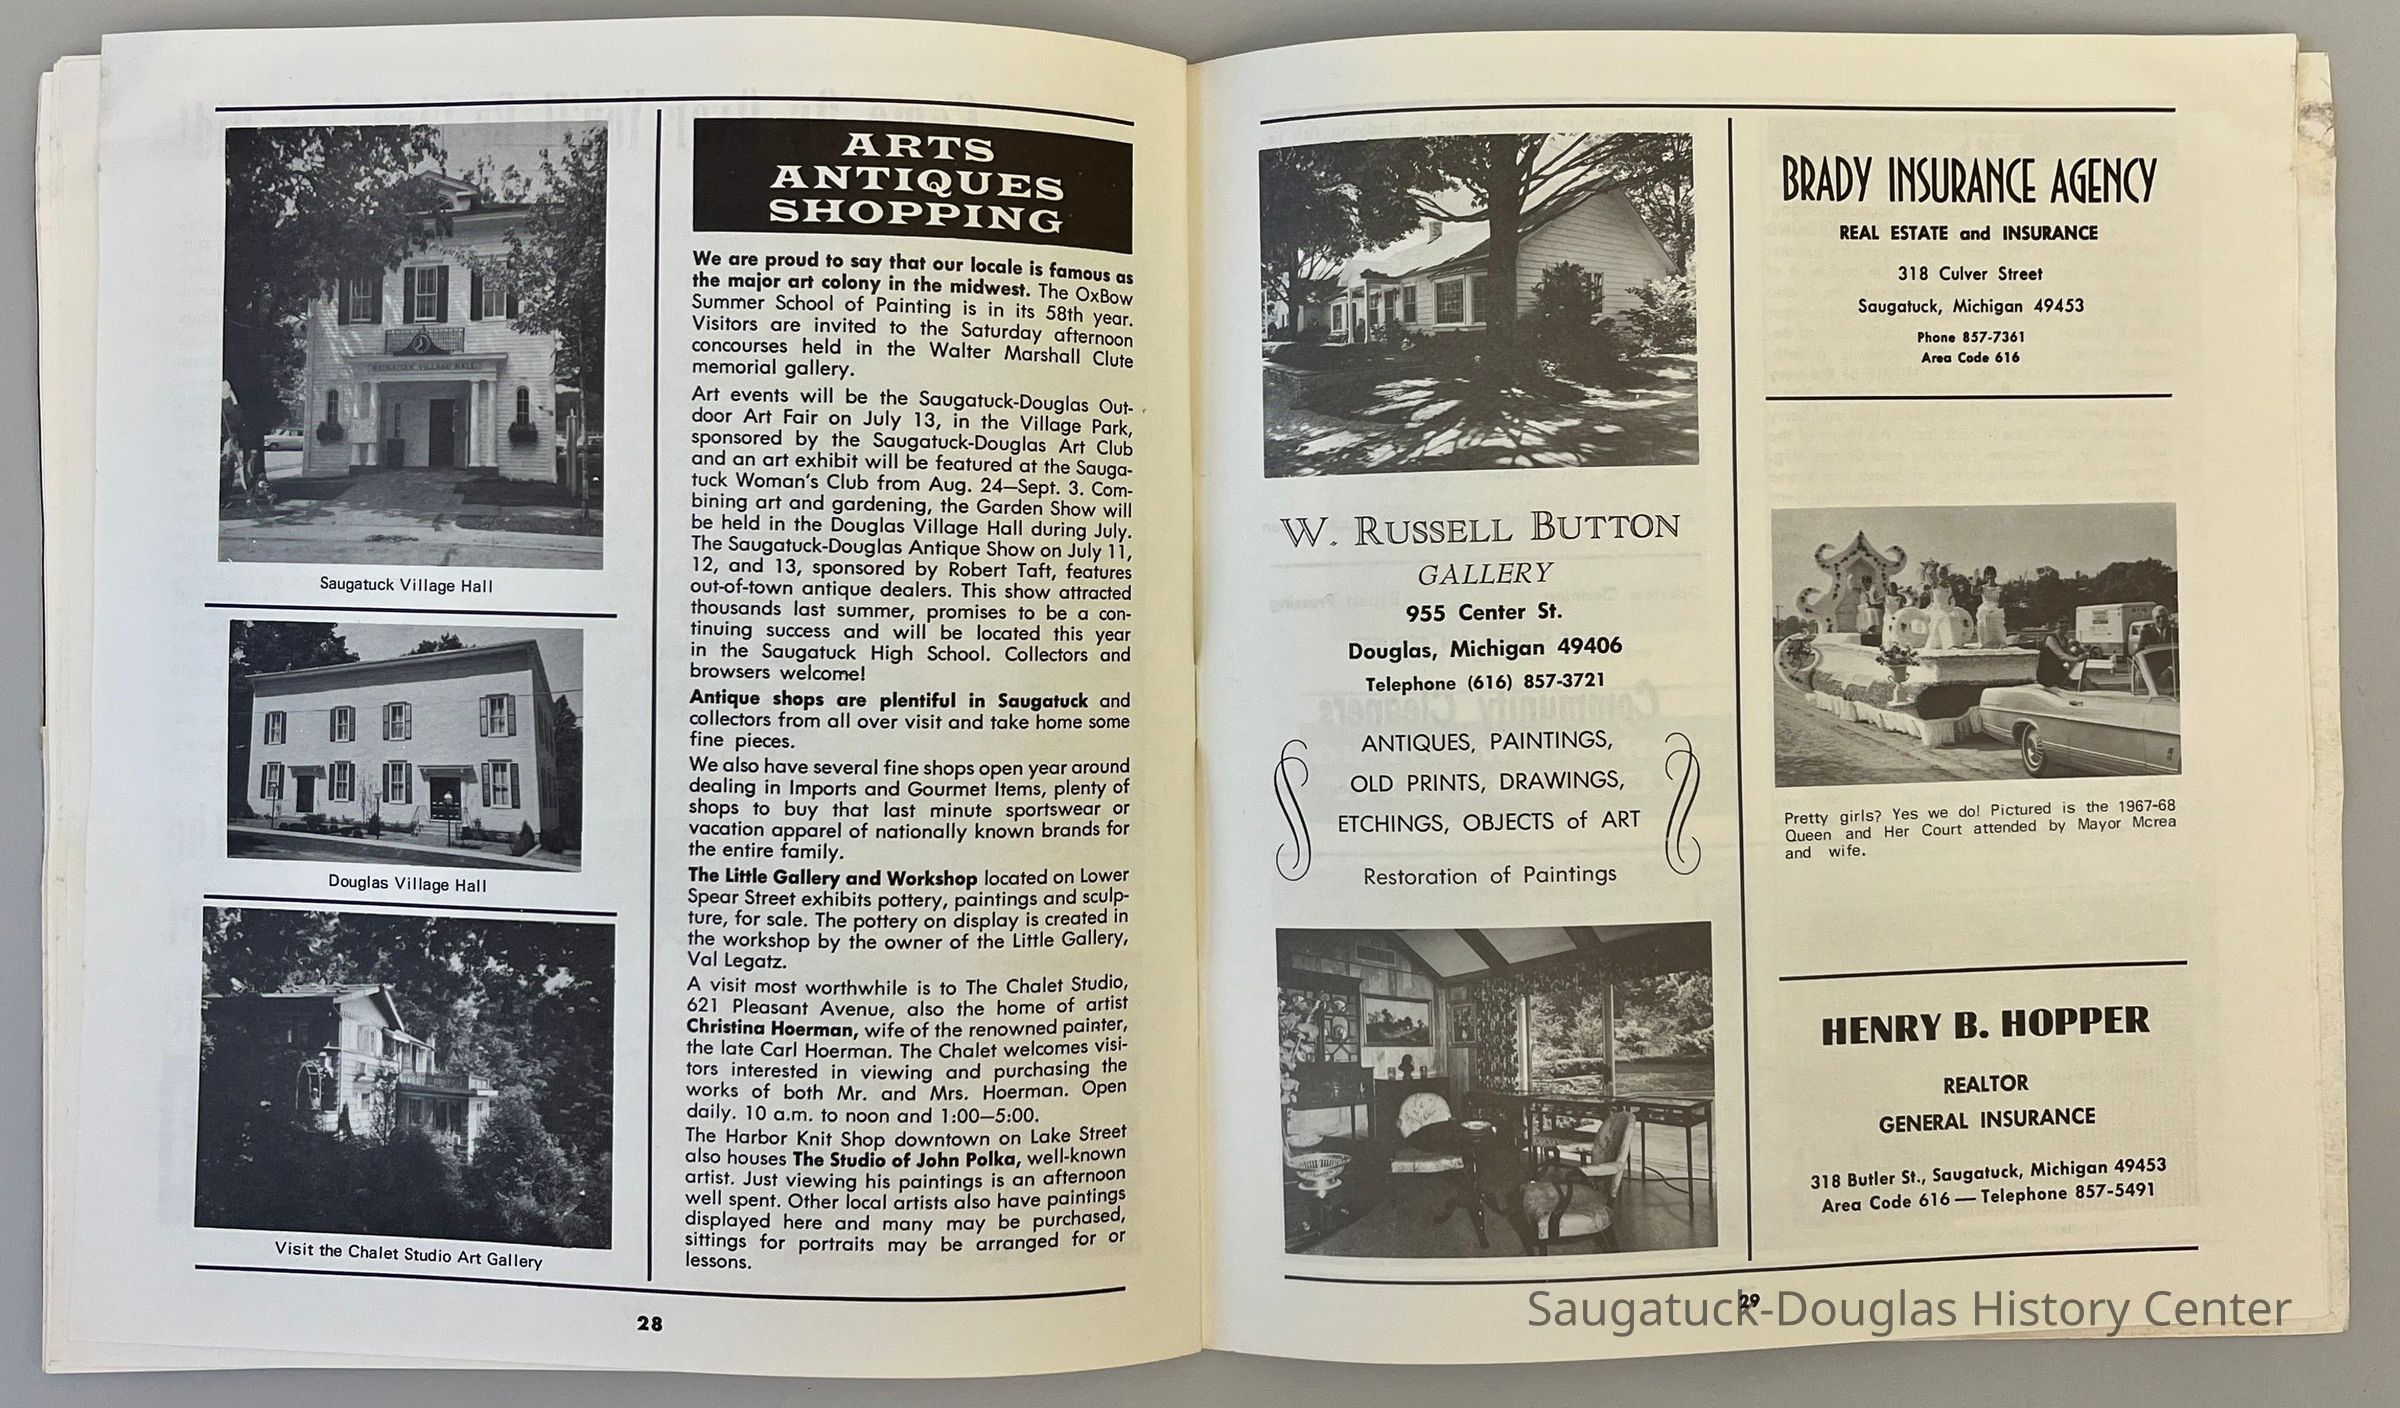 SAUGATUCK VILLAGE HALL
Saugatuck Village Hall
Douglas Village Hall
Visit the Chalet Studio Art Gallery
ARTS
ANTIQUES
SHOPPING
We are proud to say that our locale is famous as
the major art colony in the midwest. The OxBow
Summer School of Painting is in its 58th year.
Visitors are invited to the Saturday afternoon
concourses held in the Walter Marshall Clute
memorial gallery.
Art events will be the Saugatuck-Douglas Out-
door Art Fair on July 13, in the Village Park,
sponsored by the Saugatuck-Douglas Art Club
and an art exhibit will be featured at the Sauga-
tuck Woman's Club from Aug. 24—Sept. 3. Com-
bining art and gardening, the Garden Show will
be held in the Douglas Village Hall during July.
The Saugatuck-Douglas Antique Show on July 11,
12, and 13, sponsored by Robert Taft, features
out-of-town antique dealers. This show attracted
thousands last summer, promises to be a con-
tinuing success and will be located this year
in the Saugatuck High School. Collectors and
browsers welcome!
Antique shops are plentiful in Saugatuck and
collectors from all over visit and take home some
fine pieces.
We also have several fine shops open year around
dealing in Imports and Gourmet Items, plenty of
shops to buy that last minute sportswear or
vacation apparel of nationally known brands for
the entire family.
The Little Gallery and Workshop located on Lower
Spear Street exhibits pottery, paintings and sculp-
ture, for sale. The pottery on display is created in
the workshop by the owner of the Little Gallery,
Val Legatz.
A visit most worthwhile is to The Chalet Studio,
621 Pleasant Avenue, also the home of artist
Christina Hoerman, wife of the renowned painter,
the late Carl Hoerman. The Chalet welcomes visi-
tors interested in viewing and purchasing the
works of both Mr. and Mrs. Hoerman. Open
daily. 10 a.m. to noon and 1:00—5:00.
The Harbor Knit Shop downtown on Lake Street
also houses The Studio of John Polka, well-known
artist. Just viewing his paintings is an afternoon
well spent. Other local artists also have paintings
displayed here and many may be purchased,
sittings for portraits may be arranged for or
lessons.
28
W. RUSSELL BUTTON
GALLERY
955 Center St.
Douglas, Michigan 49406
Telephone (616) 857-3721
ANTIQUES, PAINTINGS,
OLD PRINTS, DRAWINGS,
ETCHINGS, OBJECTS of ART
Restoration of Paintings
BRADY INSURANCE AGENCY
REAL ESTATE and INSURANCE
318 Culver Street
Saugatuck, Michigan 49453
Phone 857-7361
Area Code 616
Pretty girls? Yes we do! Pictured is the 1967-68
Queen and Her Court attended by Mayor Mcrea
and wife.
HENRY B. HOPPER
REALTOR
GENERAL INSURANCE
318 Butler St., Saugatuck, Michigan 49453
Area Code 616 — Telephone 857-5491
29
Saugatuck-Douglas History Center